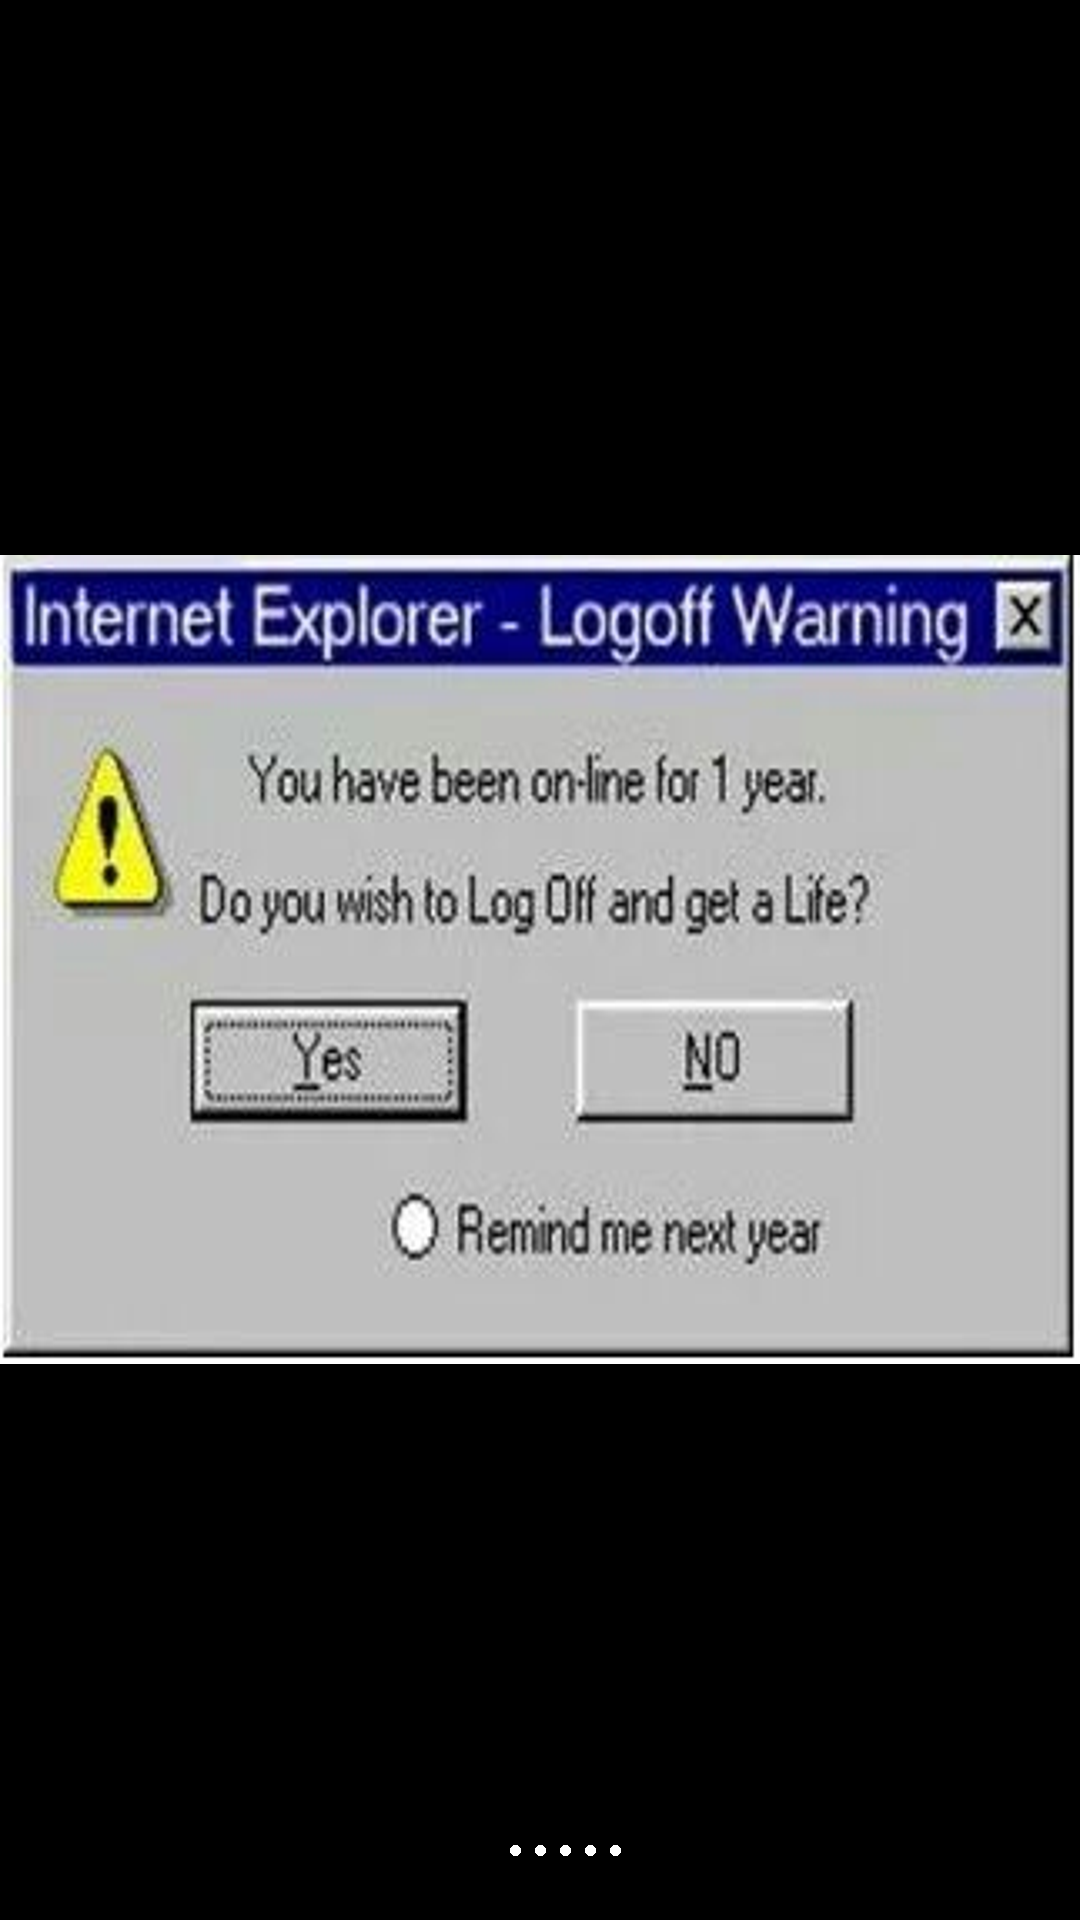 Internet Explorer - Logoff Warning X
You have been on-line for 1 year.
Do you wish to Log Off and get a Life?
Yes NO
Remind me next year